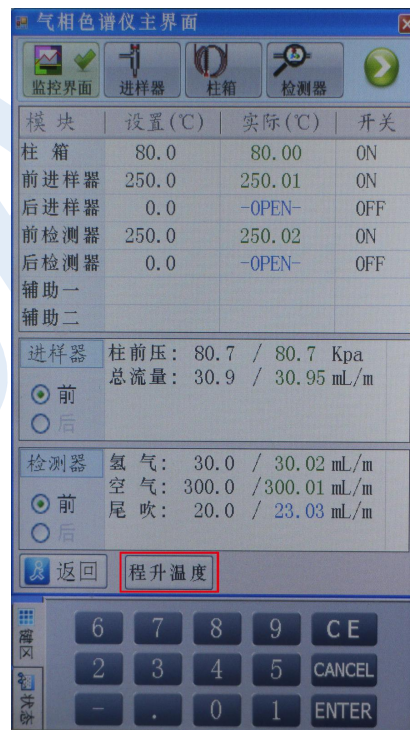 气相色谱仪主界面
监控界面 进样器 柱箱 检测器
模块 设置(℃) 实际(℃) 开关
柱箱 80.0 80.00 ON
前进样器 250.0 250.01 ON
后进样器 0.0 -OPEN- OFF
前检测器 250.0 250.02 ON
后检测器 0.0 -OPEN- OFF
辅助一
辅助二
进样器 柱前压: 80.7 / 80.7 Kpa
总流量: 30.9 / 30.95 mL/m
前
后
检测器 氢气: 30.0 / 30.02 mL/m
空气: 300.0 /300.01 mL/m
前 尾吹: 20.0 / 23.03 mL/m
后
返回 程升温度
键区 6 7 8 9 CE
2 3 4 5 CANCEL
状态 - . 0 1 ENTER